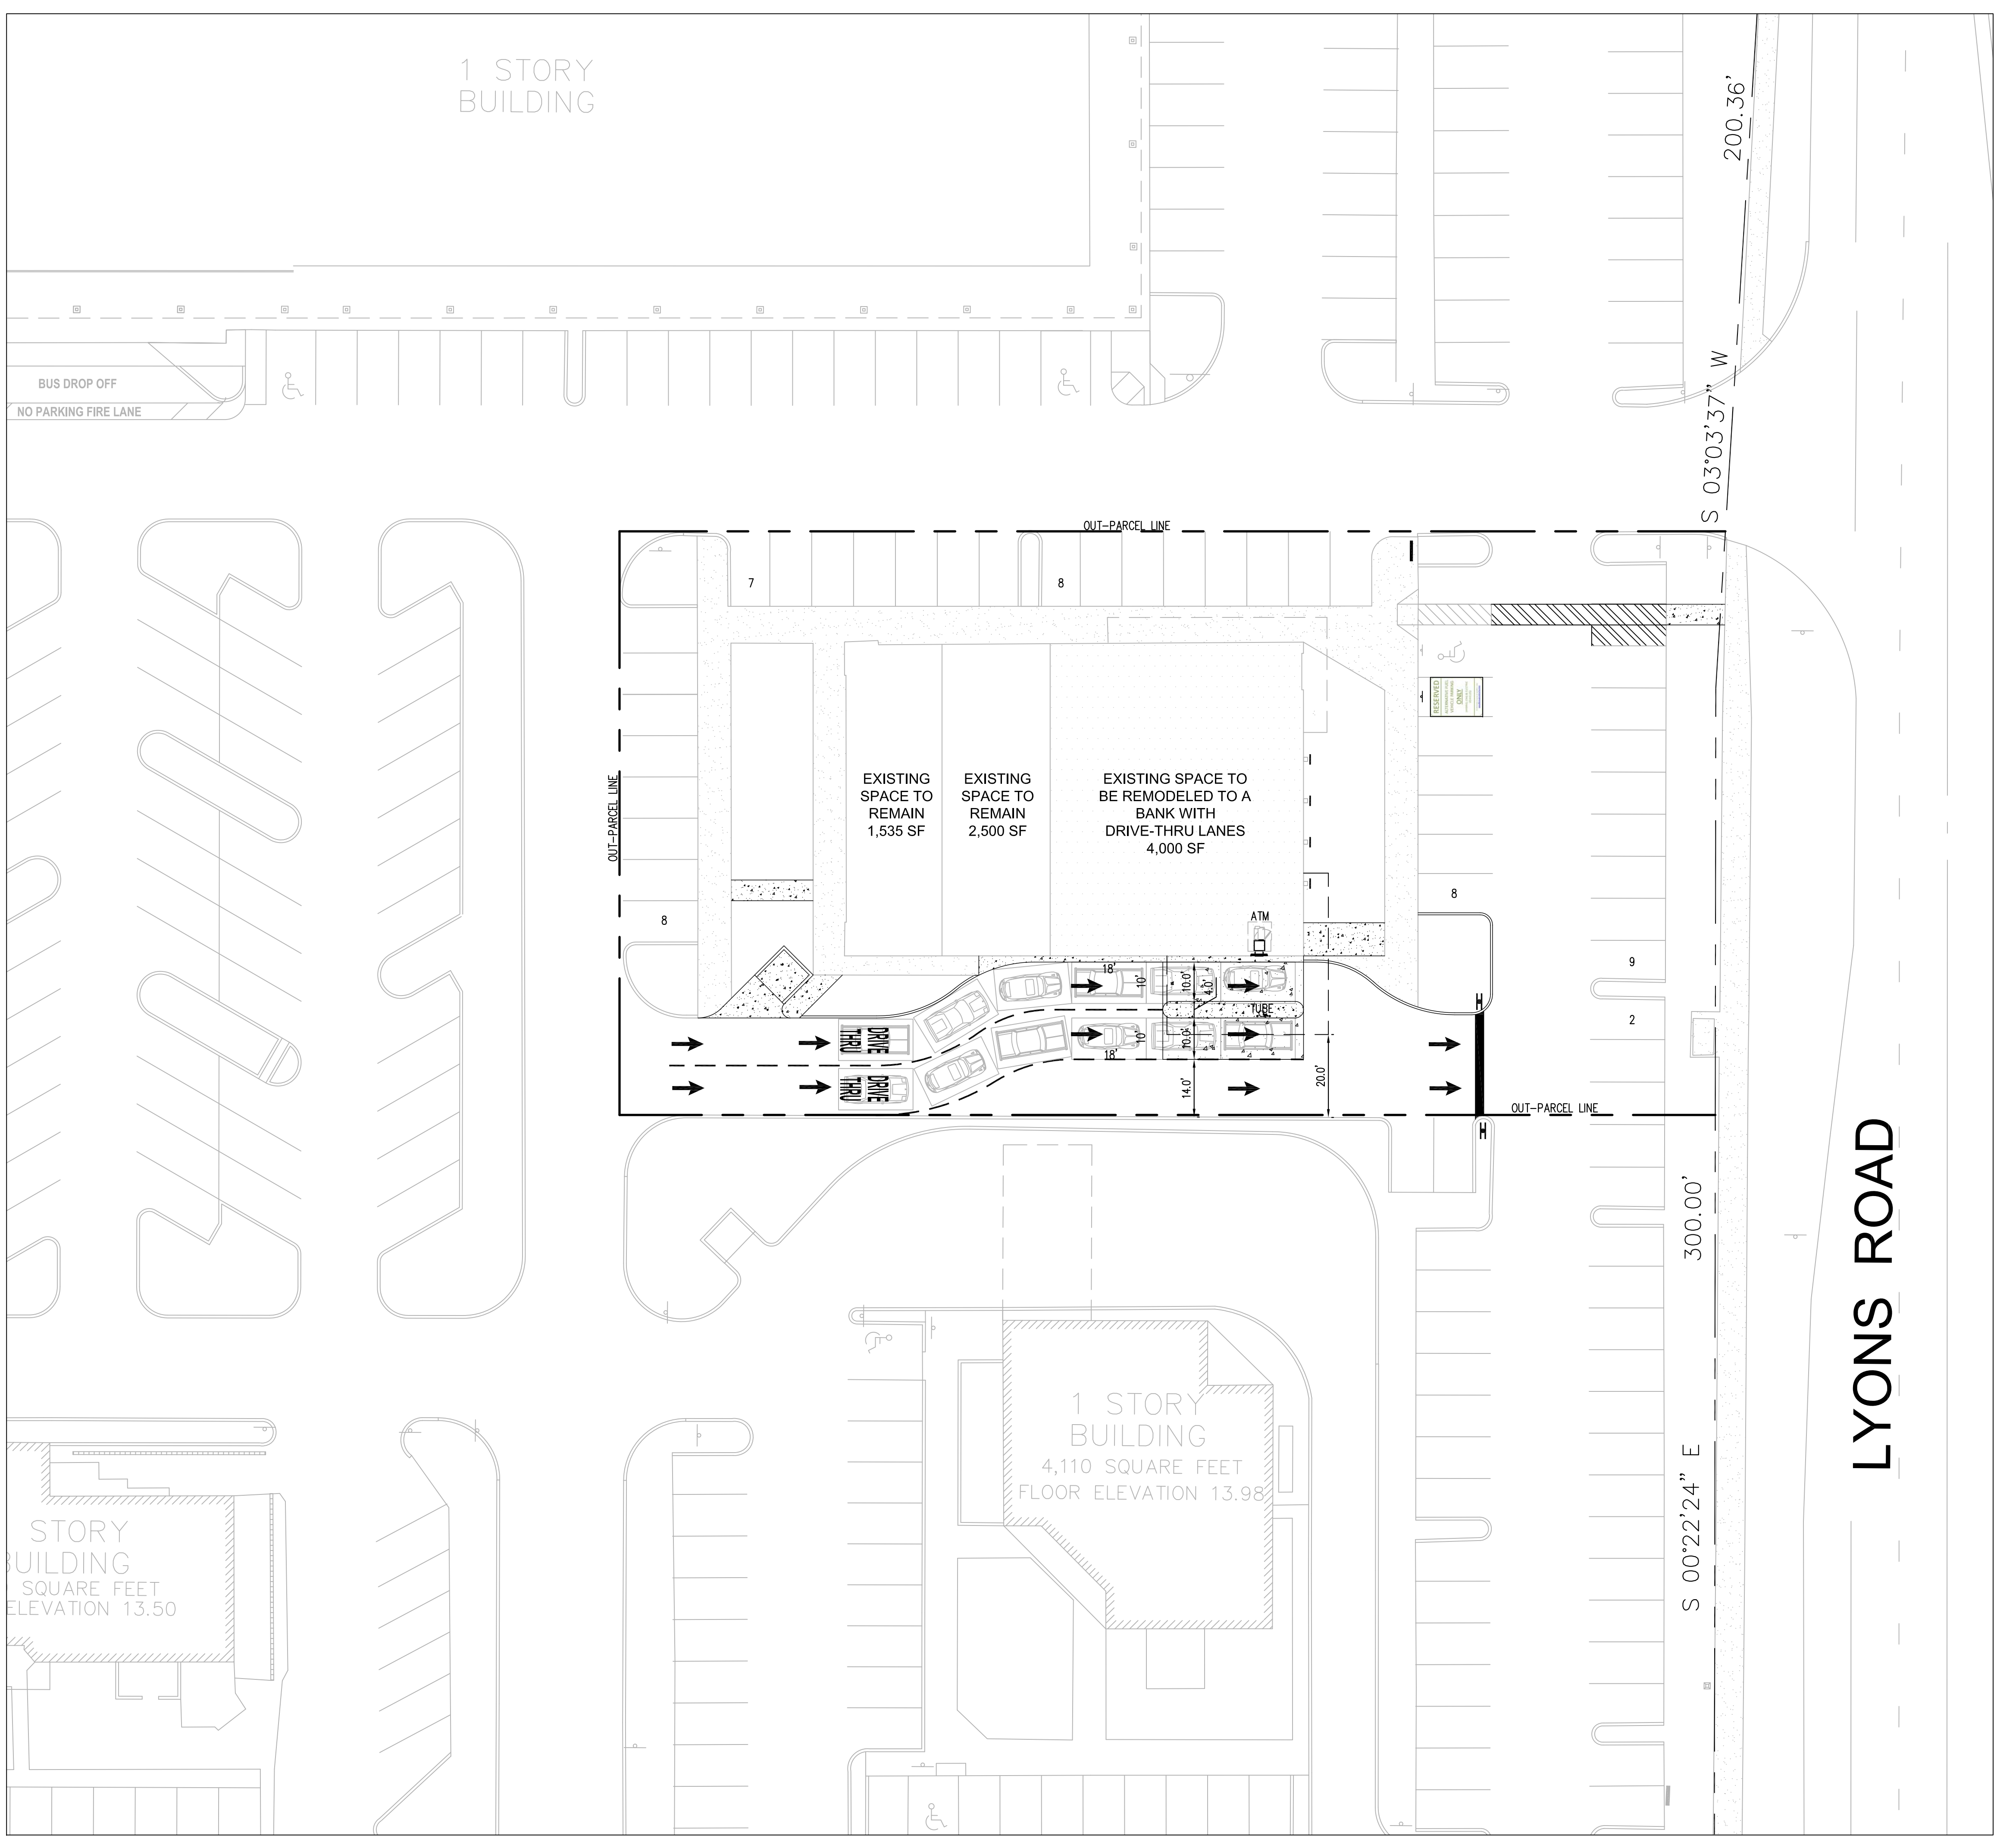 1 STORY
BUILDING
200.36'
S 03°03'37" W
BUS DROP OFF
NO PARKING FIRE LANE
OUT-PARCEL LINE
7
8
RESERVED
ALTERNATIVE FUEL
VEHICLE PARKING
ONLY
OUT-PARCEL LINE
EXISTING
SPACE TO
REMAIN
1,535 SF
EXISTING
SPACE TO
REMAIN
2,500 SF
EXISTING SPACE TO
BE REMODELED TO A
BANK WITH
DRIVE-THRU LANES
4,000 SF
8
8
9
2
ATM
18'
10'
10.0'
4.0'
TUBE
DRIVE
THRU
18'
10'
10.0'
DRIVE
THRU
14.0'
20.0'
OUT-PARCEL LINE
300.00'
S 00°22'24" E
LYONS ROAD
1 STORY
BUILDING
4,110 SQUARE FEET
FLOOR ELEVATION 13.98
STORY
BUILDING
SQUARE FEET
ELEVATION 13.50